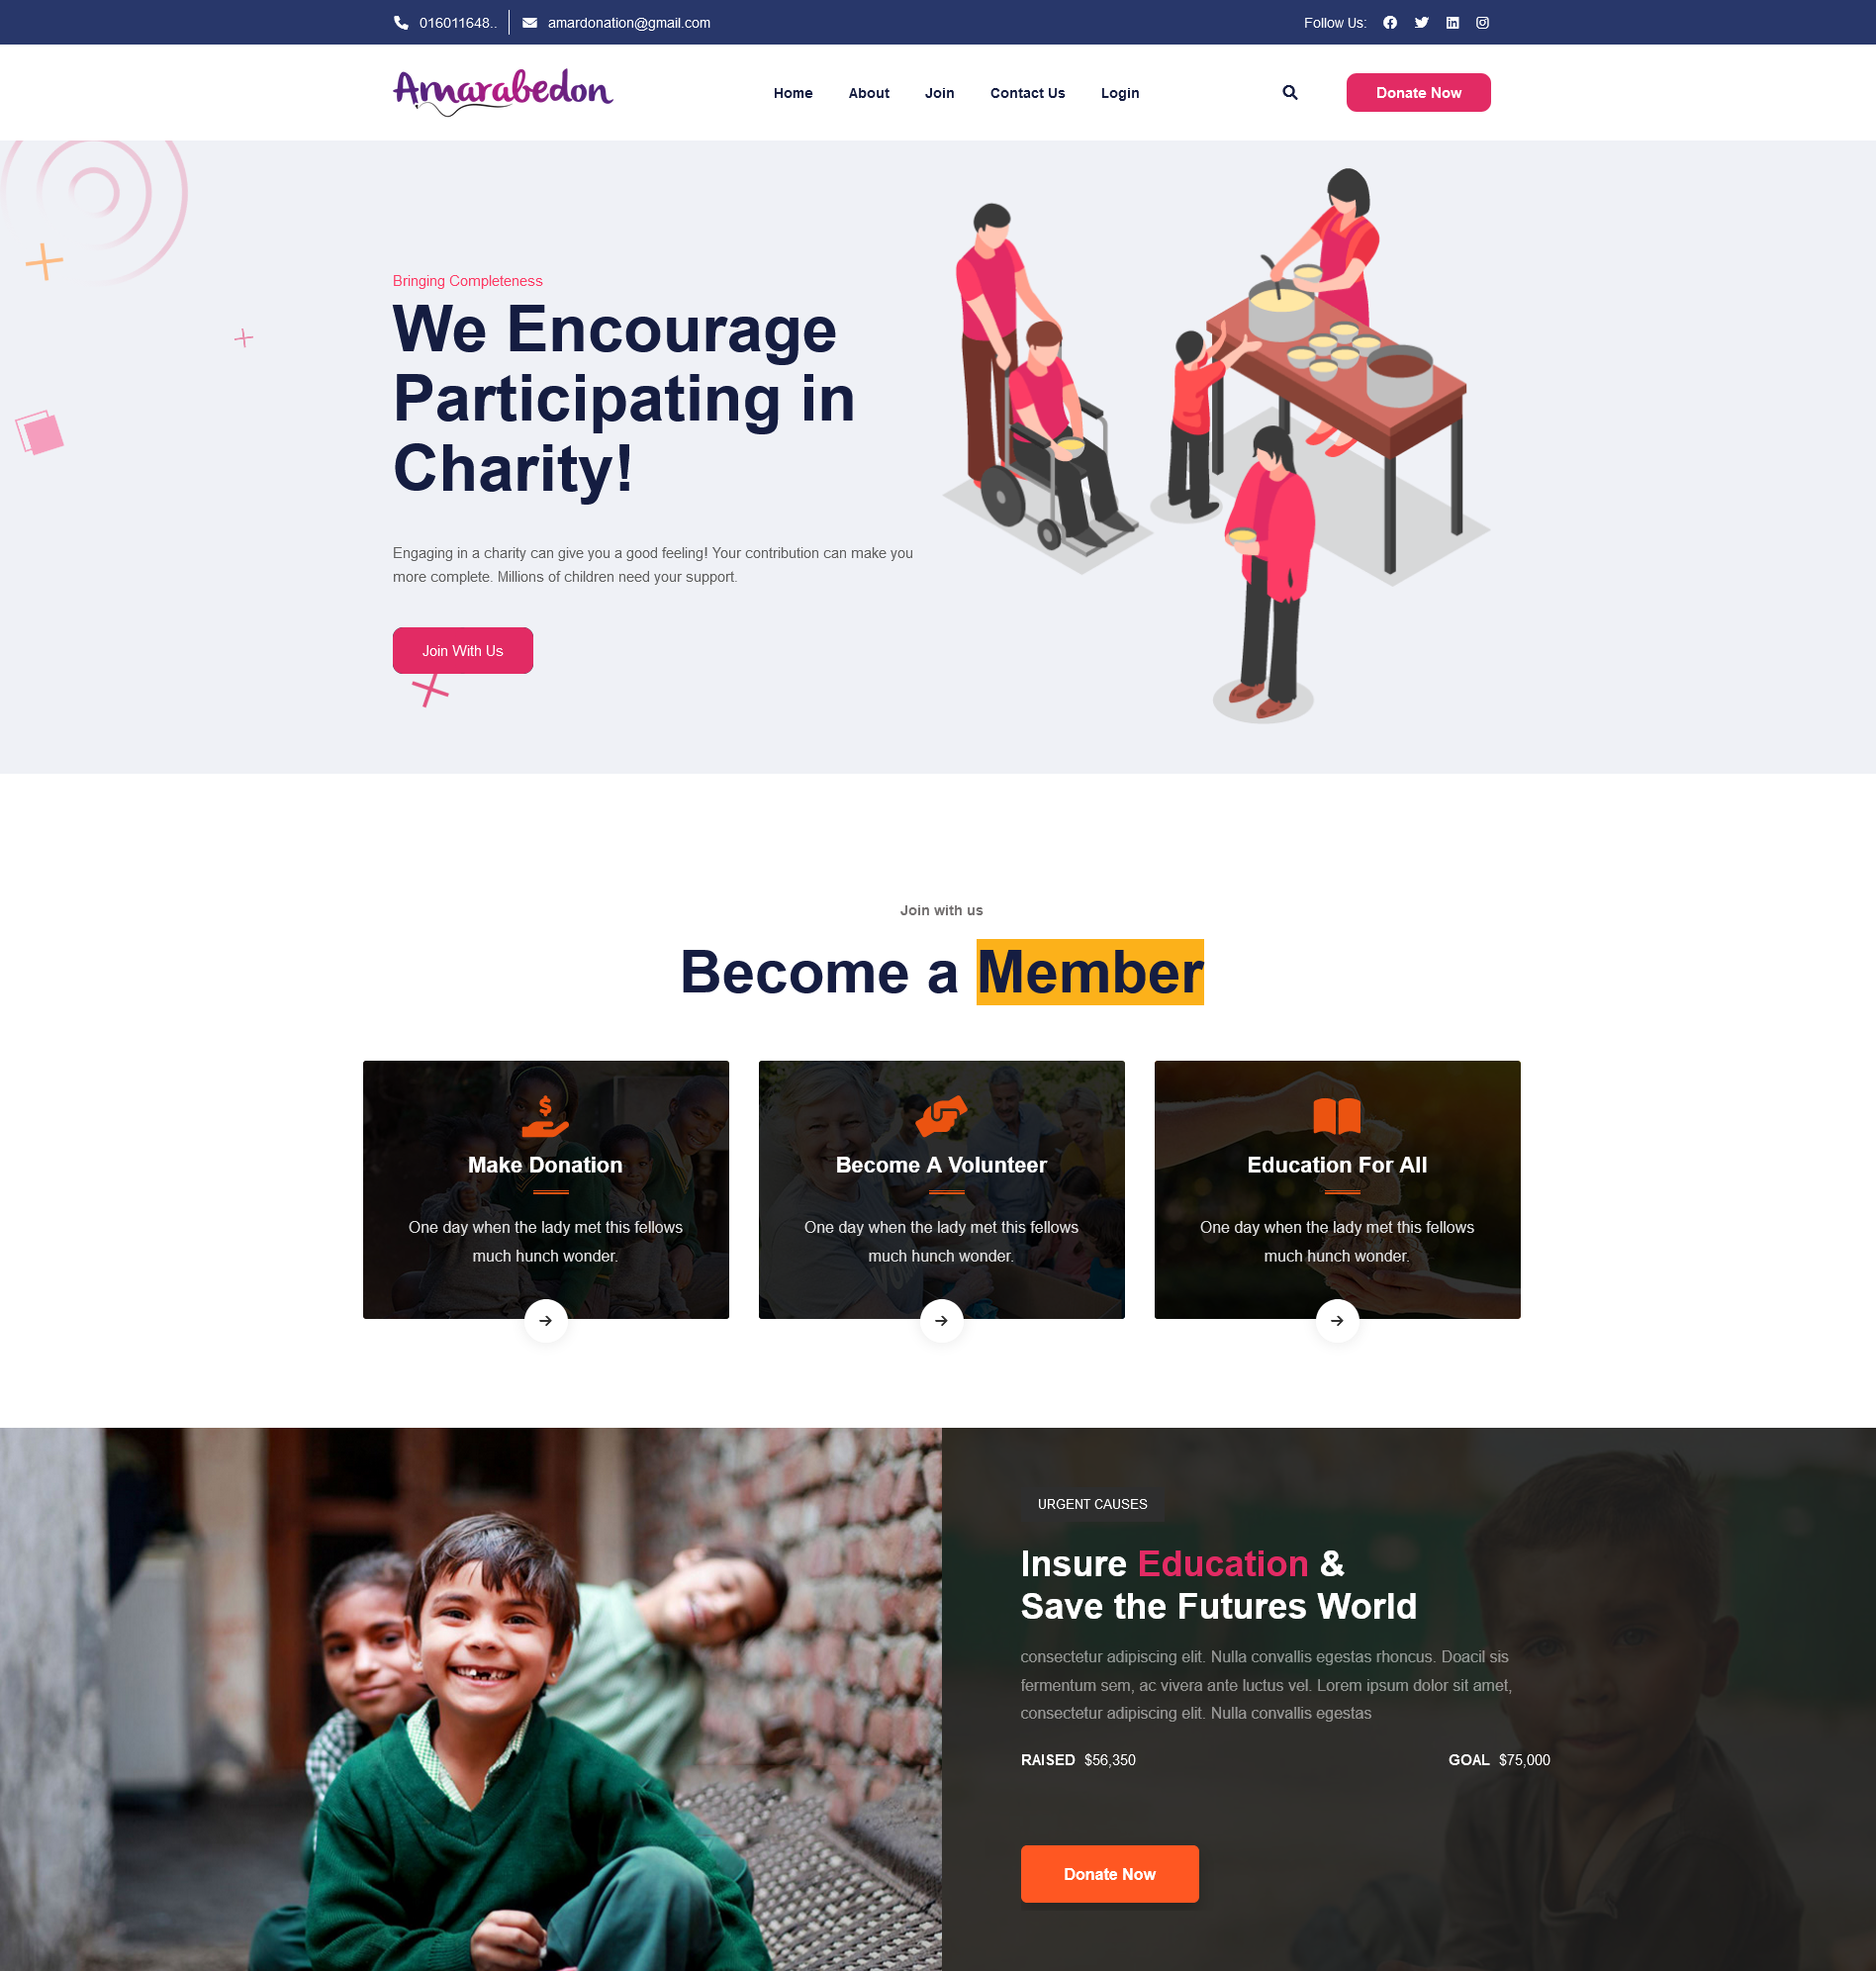 016011648..
amardonation@gmail.com
Follow Us:
Amarabedon
Home
About
Join
Contact Us
Login
Donate Now
Bringing Completeness
We Encourage
Participating in
Charity!
Engaging in a charity can give you a good feeling! Your contribution can make you
more complete. Millions of children need your support.
Join With Us
Join with us
Become a Member
Make Donation
One day when the lady met this fellows
much hunch wonder.
Become A Volunteer
One day when the lady met this fellows
much hunch wonder.
Education For All
One day when the lady met this fellows
much hunch wonder.
URGENT CAUSES
Insure Education &
Save the Futures World
consectetur adipiscing elit. Nulla convallis egestas rhoncus. Doacil sis
fermentum sem, ac vivera ante luctus vel. Lorem ipsum dolor sit amet,
consectetur adipiscing elit. Nulla convallis egestas
RAISED $56,350
GOAL $75,000
Donate Now